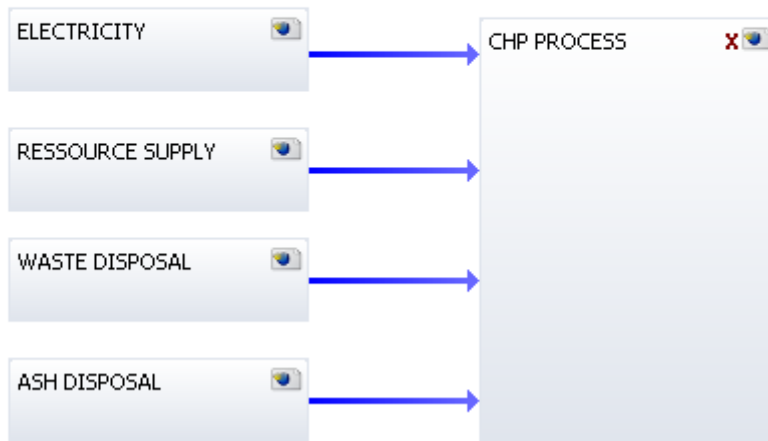 ELECTRICITY
CHP PROCESS
X
RESSOURCE SUPPLY
WASTE DISPOSAL
ASH DISPOSAL